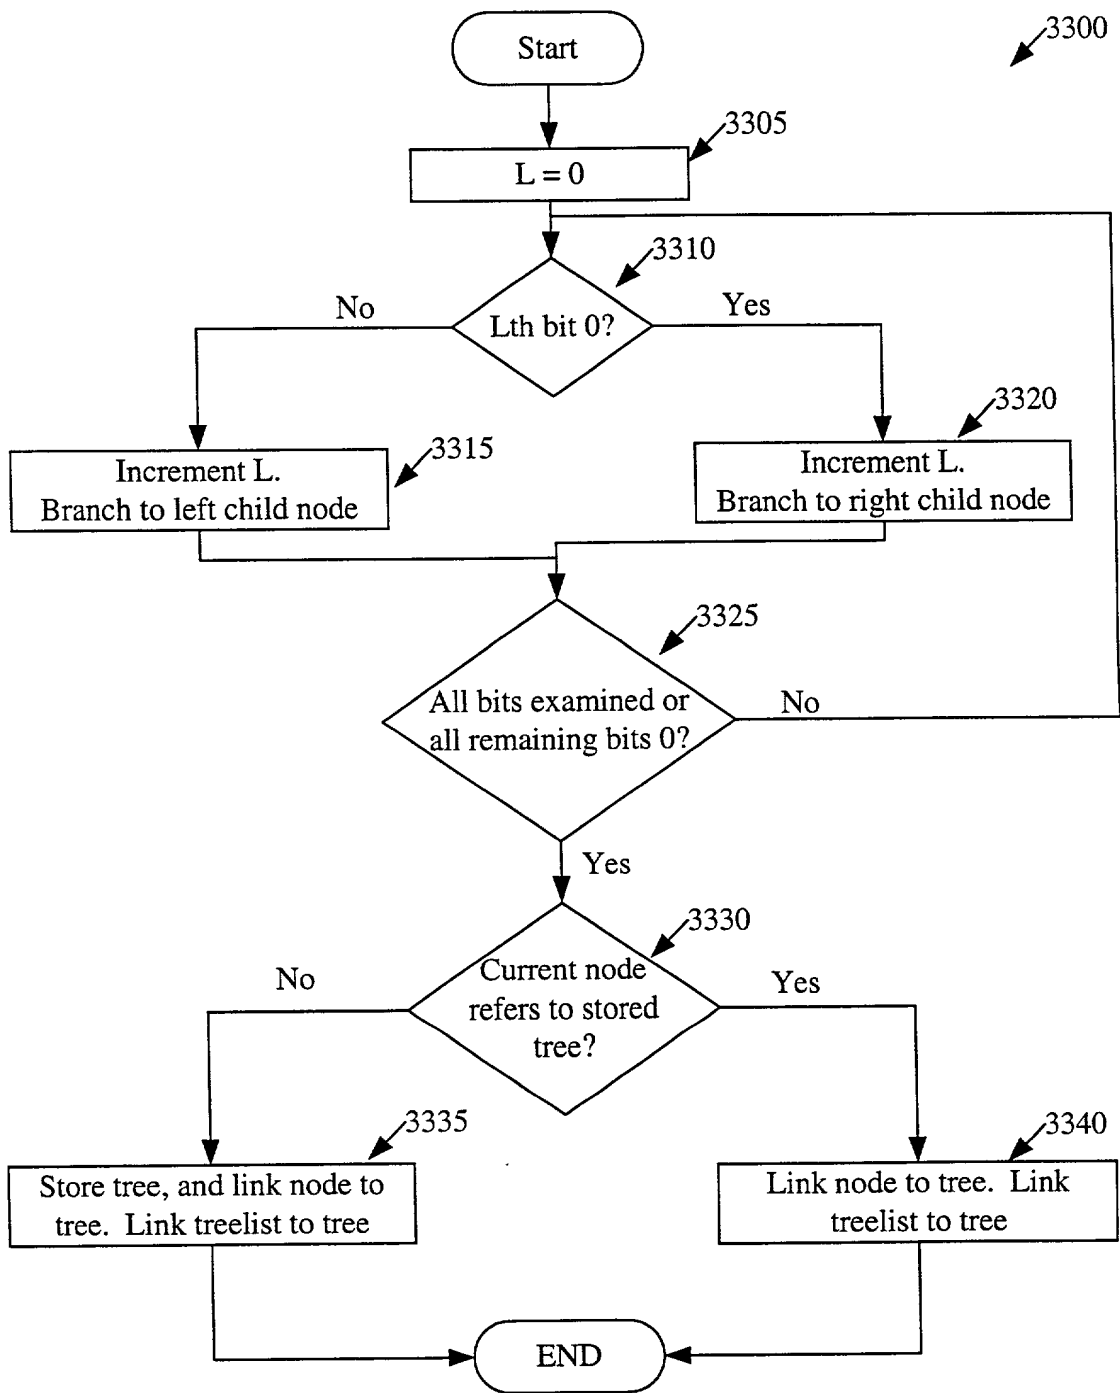 Start
3300
3305
L = 0
3310
No
Yes
Lth bit 0?
3320
3315
Increment L.
Branch to left child node
Increment L.
Branch to right child node
3325
All bits examined or
all remaining bits 0?
No
Yes
3330
No
Current node
refers to stored
tree?
Yes
3335
3340
Store tree, and link node to
tree. Link treelist to tree
Link node to tree. Link
treelist to tree
END